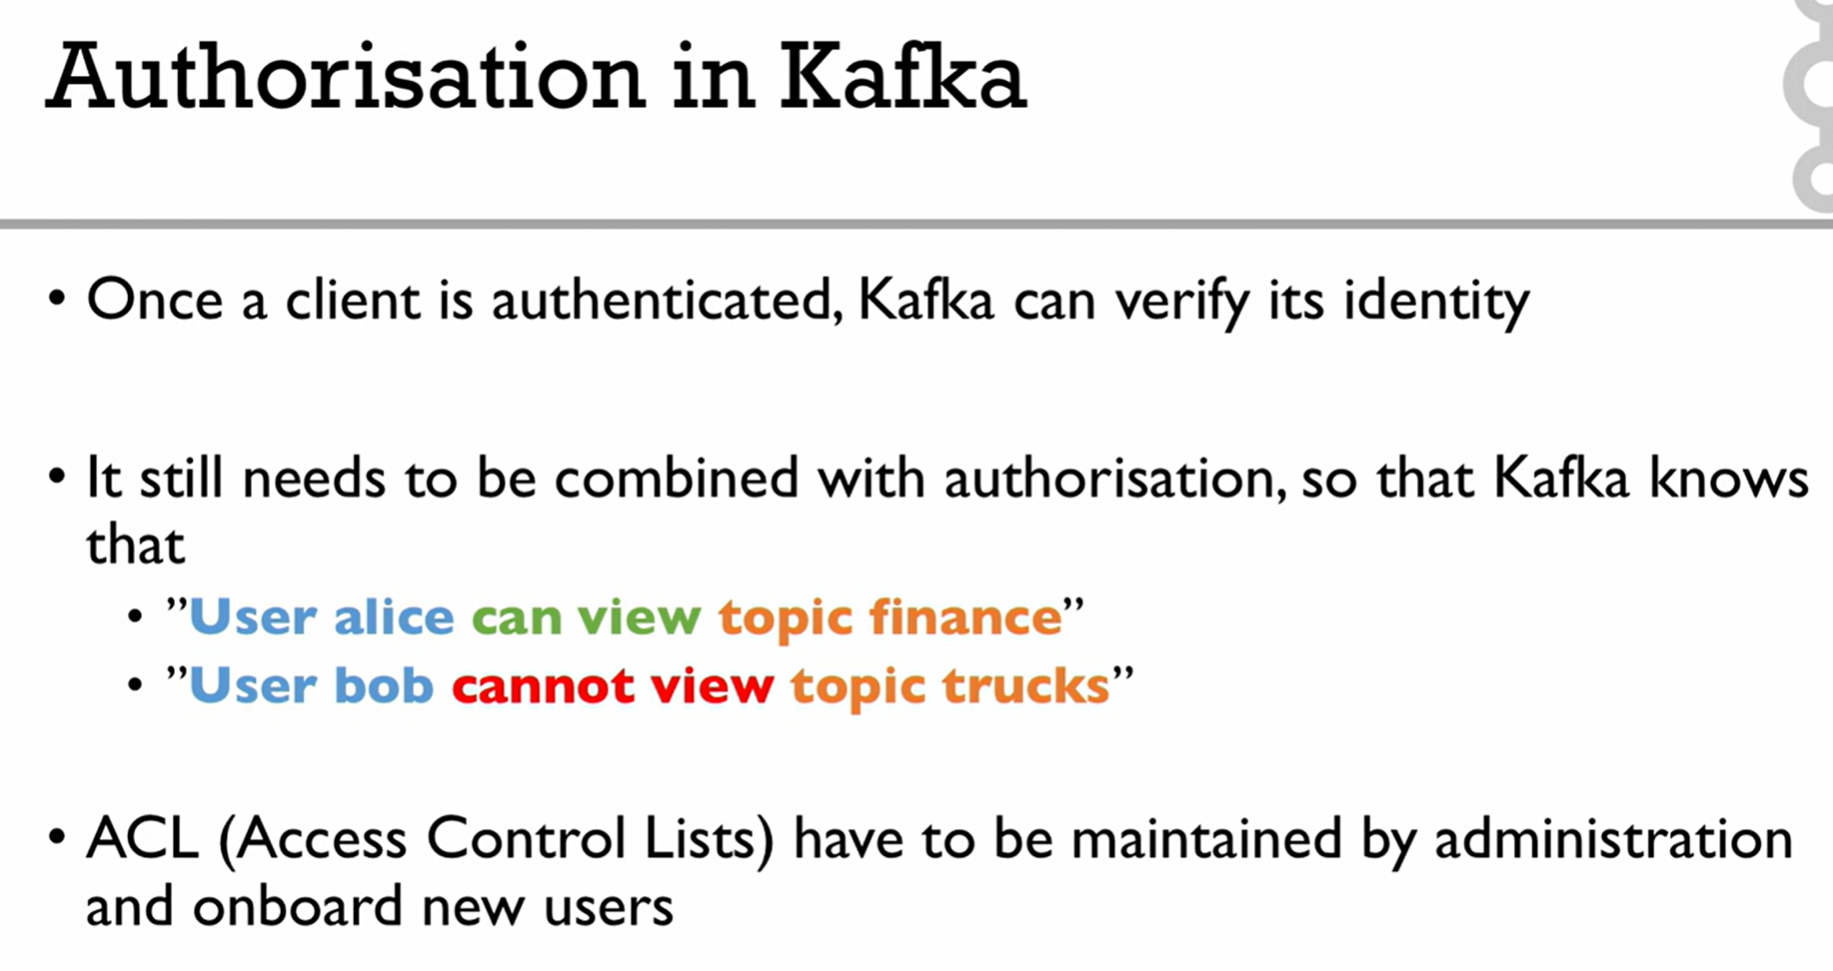 Authorisation in Kafka
• Once a client is authenticated, Kafka can verify its identity
• It still needs to be combined with authorisation, so that Kafka knows
that
• ”User alice can view topic finance”
• ”User bob cannot view topic trucks”
• ACL (Access Control Lists) have to be maintained by administration
and onboard new users